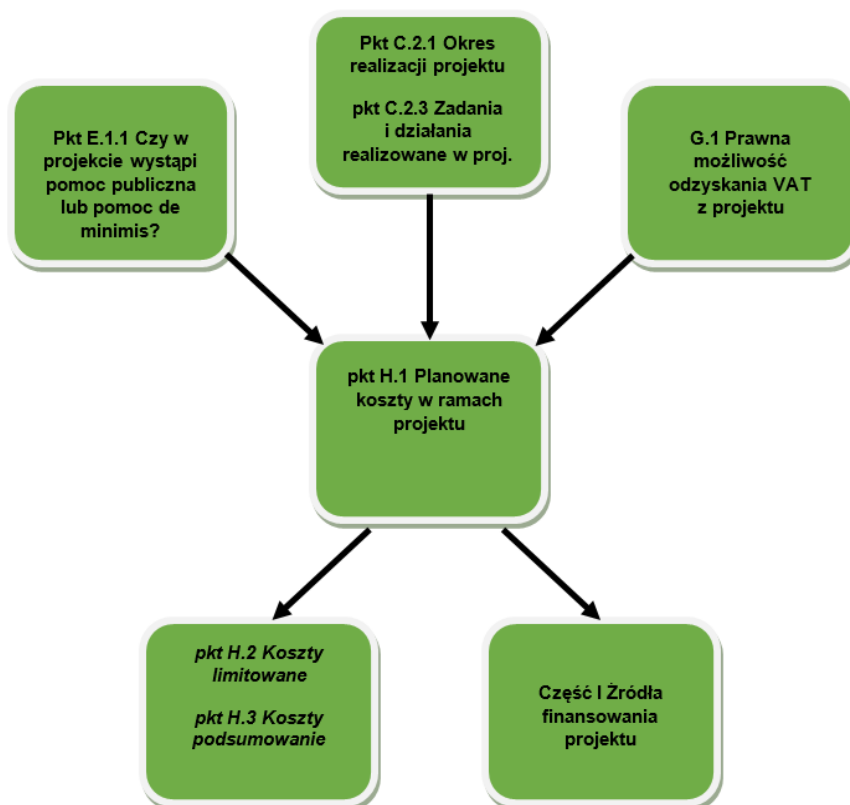 Pkt E.1.1 Czy w
projekcie wystąpi
pomoc publiczna
lub pomoc de
minimis?
Pkt C.2.1 Okres
realizacji projektu
pkt C.2.3 Zadania
i działania
realizowane w proj.
G.1 Prawna
możliwość
odzyskania VAT
z projektu
pkt H.1 Planowane
koszty w ramach
projektu
pkt H.2 Koszty
limitowane
pkt H.3 Koszty
podsumowanie
Część I Źródła
finansowania
projektu